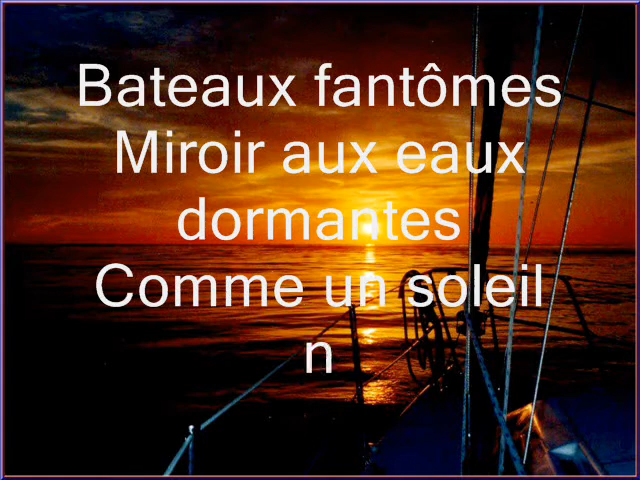 Bateaux fantômes
Miroir aux eaux
dormantes
Comme un soleil
n